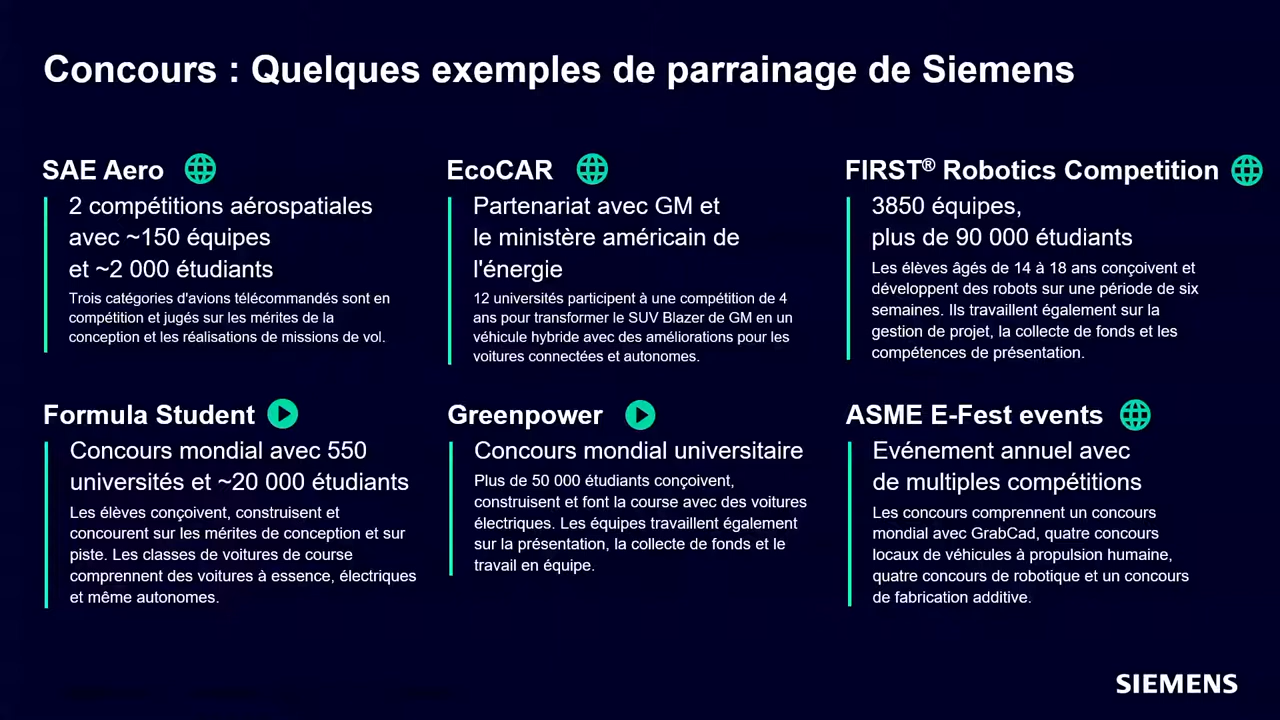 Concours : Quelques exemples de parrainage de Siemens
SAE Aero
2 compétitions aérospatiales
avec ~150 équipes
et ~2 000 étudiants
Trois catégories d'avions télécommandés sont en
compétition et jugés sur les mérites de la
conception et les réalisations de missions de vol.
EcoCAR
Partenariat avec GM et
le ministère américain de
l'énergie
12 universités participent à une compétition de 4
ans pour transformer le SUV Blazer de GM en un
véhicule hybride avec des améliorations pour les
voitures connectées et autonomes.
FIRST® Robotics Competition
3850 équipes,
plus de 90 000 étudiants
Les élèves âgés de 14 à 18 ans conçoivent et
développent des robots sur une période de six
semaines. Ils travaillent également sur la
gestion de projet, la collecte de fonds et les
compétences de présentation.
Formula Student
Concours mondial avec 550
universités et ~20 000 étudiants
Les élèves conçoivent, construisent et
concourent sur les mérites de conception et sur
piste. Les classes de voitures de course
comprennent des voitures à essence, électriques
et même autonomes.
Greenpower
Concours mondial universitaire
Plus de 50 000 étudiants conçoivent,
construisent et font la course avec des voitures
électriques. Les équipes travaillent également
sur la présentation, la collecte de fonds et le
travail en équipe.
ASME E-Fest events
Evénement annuel avec
de multiples compétitions
Les concours comprennent un concours
mondial avec GrabCad, quatre concours
locaux de véhicules à propulsion humaine,
quatre concours de robotique et un concours
de fabrication additive.
SIEMENS